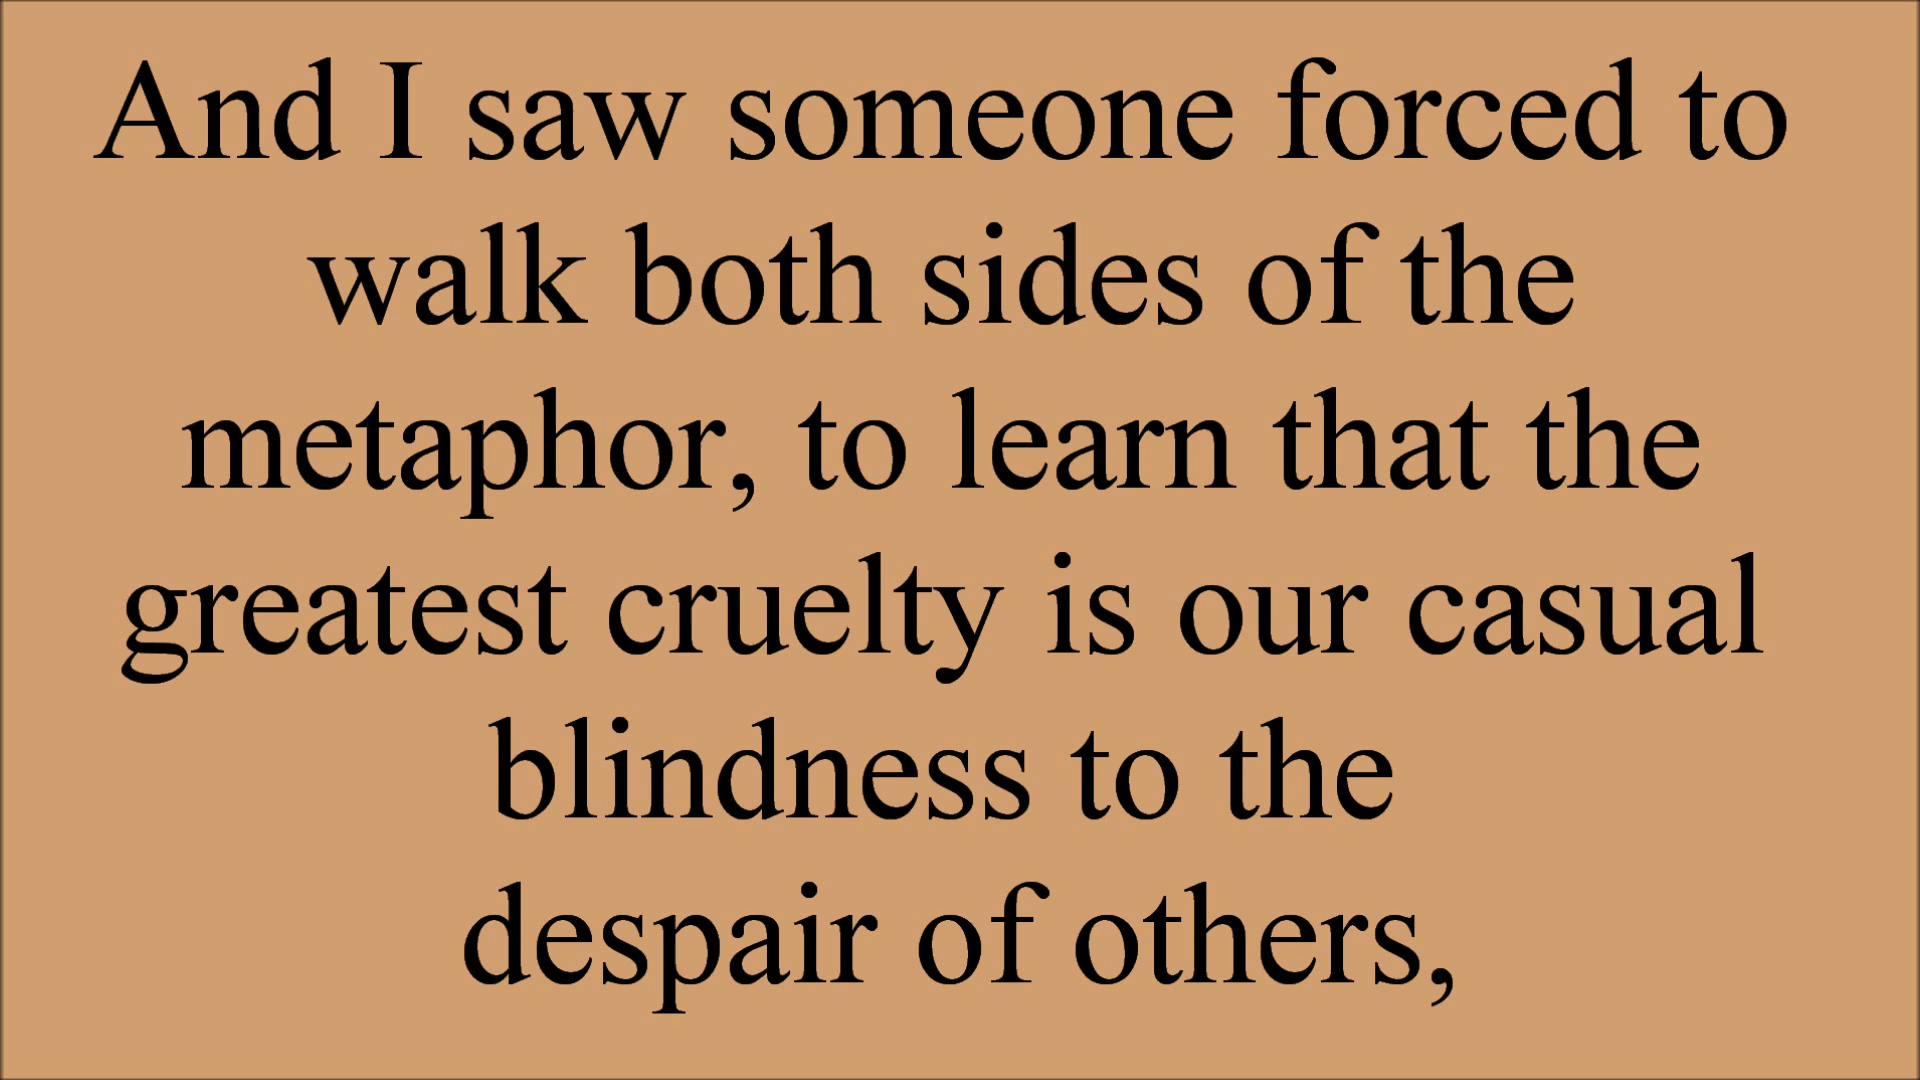 And I saw someone forced to
walk both sides of the
metaphor, to learn that the
greatest cruelty is our casual
blindness to the
despair of others,